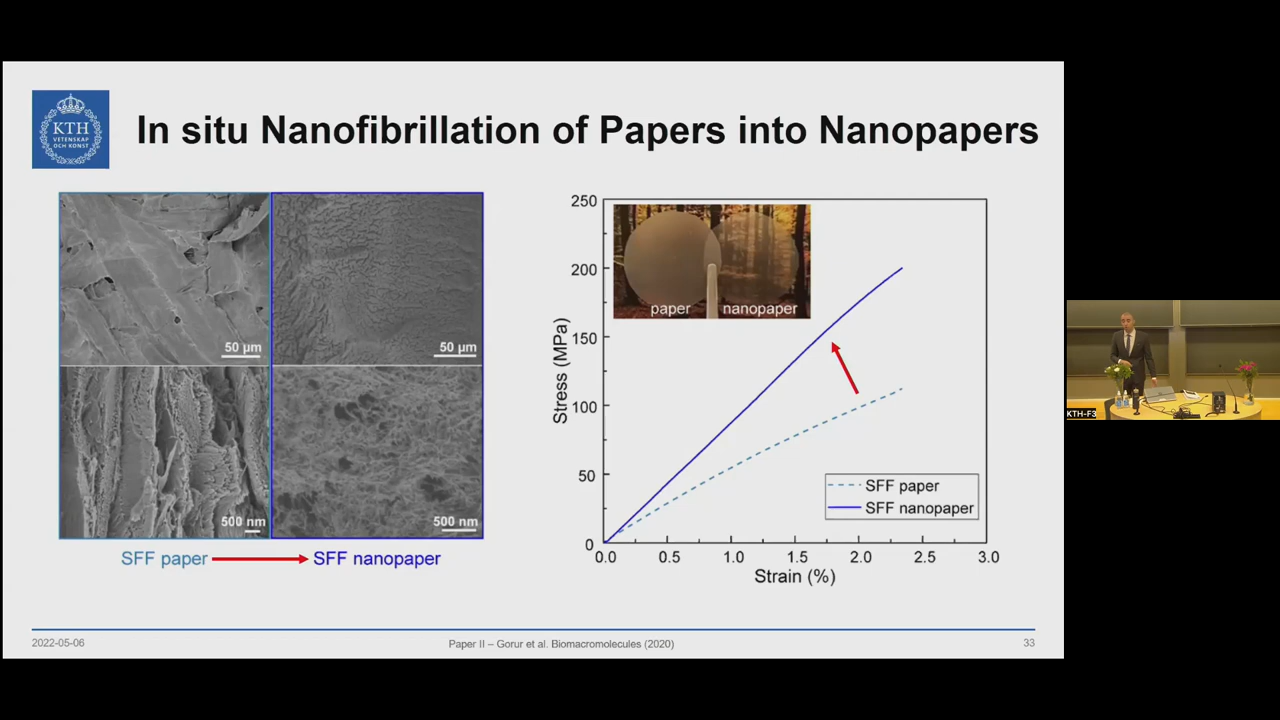 KTH
VETENSKAP
OCH KONST
In situ Nanofibrillation of Papers into Nanopapers
50 µm
50 µm
500 nm
500 nm
SFF paper
SFF nanopaper
250
200
150
100
50
0
0.0
0.5
1.0
1.5
2.0
2.5
3.0
Stress (MPa)
Strain (%)
paper
nanopaper
SFF paper
SFF nanopaper
KTH-F3
2022-05-06
Paper II – Gorur et al. Biomacromolecules (2020)
33